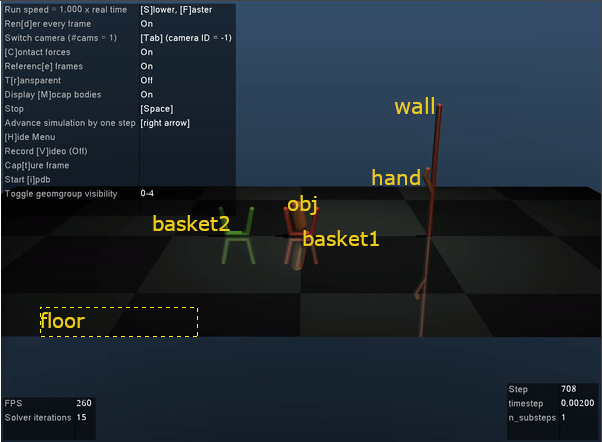 Run speed = 1.000 x real time [S]lower, [F]aster
Ren[d]er every frame On
Switch camera (#cams = 1) [Tab] (camera ID = -1)
[C]ontact forces On
Referenc[e] frames On
T[r]ansparent Off
Display [M]ocap bodies On
Stop [Space]
Advance simulation by one step [right arrow]
[H]ide Menu
Record [V]ideo (Off)
Cap[t]ure frame
Start [i]pdb
Toggle geomgroup visibility 0-4
wall
hand
obj
basket2
basket1
floor
FPS 260
Solver iterations 15
Step 708
timestep 0.00200
n_substeps 1